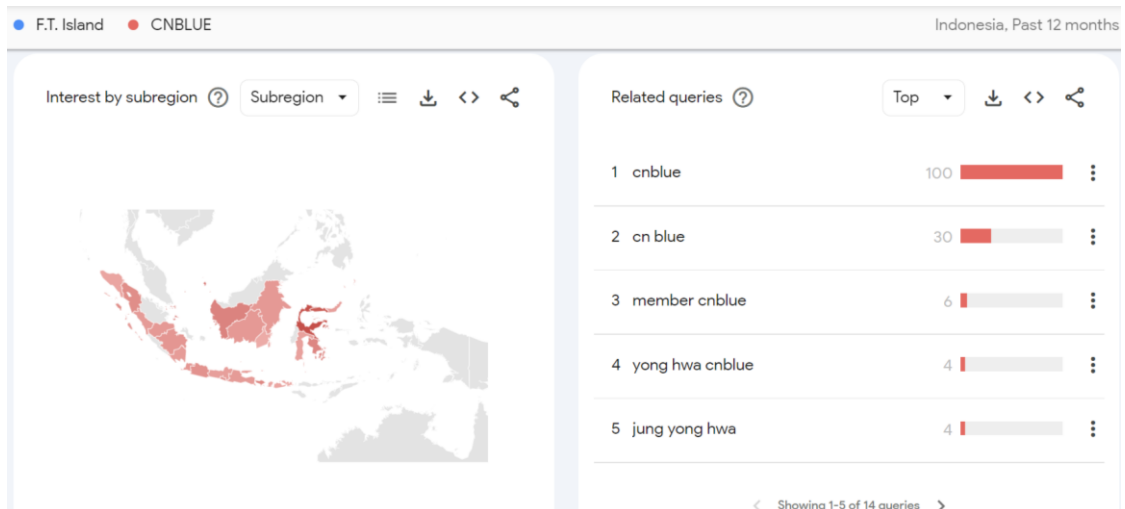 F.T. Island CNBLUE Indonesia, Past 12 months
Interest by subregion Subregion
Related queries Top
1 cnblue 100
2 cn blue 30
3 member cnblue 6
4 yong hwa cnblue 4
5 jung yong hwa 4
Showing 1-5 of 14 queries